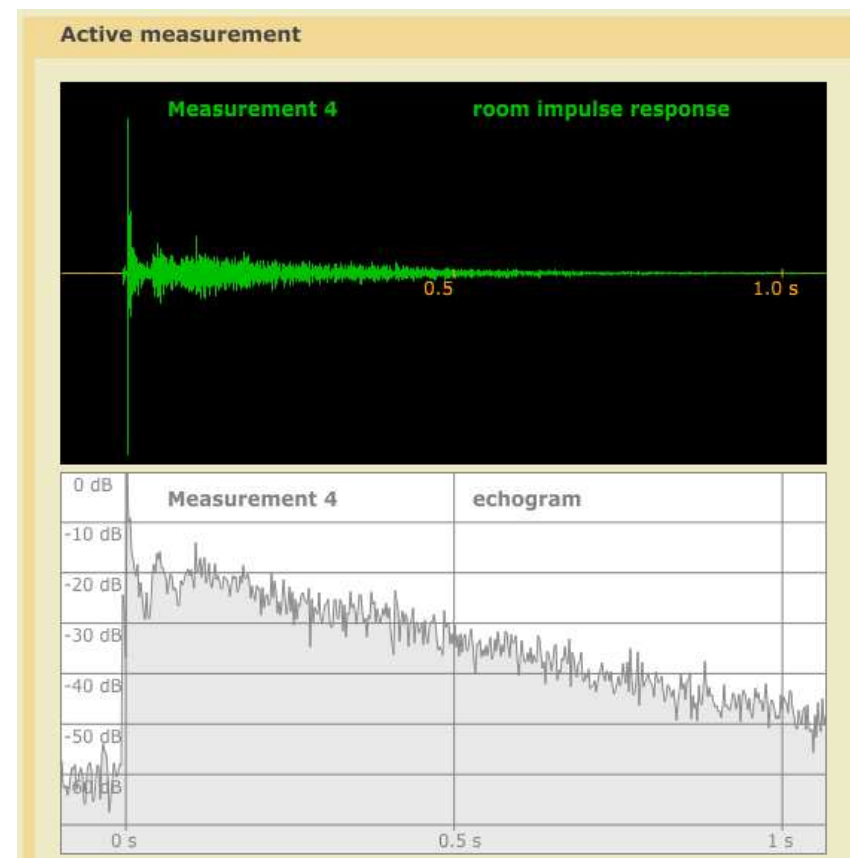 Active measurement
Measurement 4 room impulse response
0.5 1.0 s
0 dB
Measurement 4 echogram
-10 dB
-20 dB
-30 dB
-40 dB
-50 dB
-60 dB
0 s 0.5 s 1 s